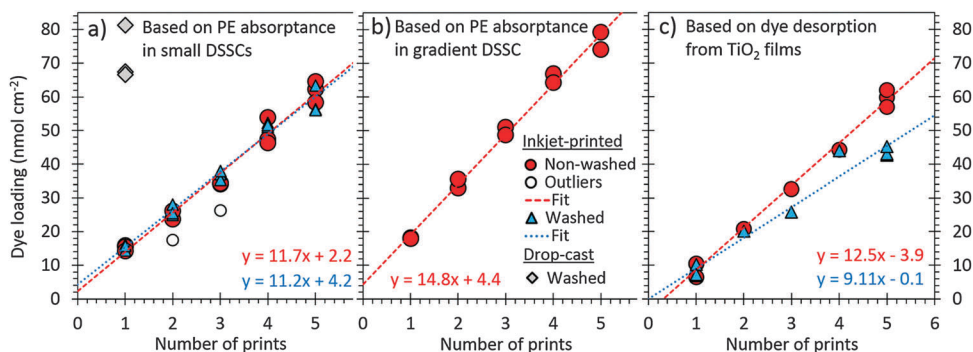 Dye loading (nmol cm⁻²)
80
70
60
50
40
30
20
10
0
a)
Based on PE absorptance
in small DSSCs
y = 11.7x + 2.2
y = 11.2x + 4.2
0 1 2 3 4 5
Number of prints
b)
Based on PE absorptance
in gradient DSSC
Inkjet-printed
Non-washed
Outliers
Fit
Washed
Fit
Drop-cast
Washed
y = 14.8x + 4.4
0 1 2 3 4 5
Number of prints
c)
Based on dye desorption
from TiO₂ films
y = 12.5x - 3.9
y = 9.11x - 0.1
0 1 2 3 4 5 6
Number of prints
80
70
60
50
40
30
20
10
0